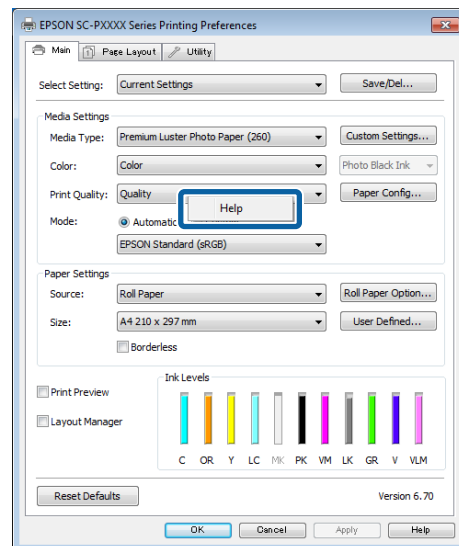 EPSON SC-PXXXX Series Printing Preferences
Main Page Layout Utility
Select Setting: Current Settings Save/Del...
Media Settings
Media Type: Premium Luster Photo Paper (260) Custom Settings...
Color: Color Photo Black Ink
Print Quality: Quality Paper Config...
Help
Mode: Automatic
EPSON Standard (sRGB)
Paper Settings
Source: Roll Paper Roll Paper Option...
Size: A4 210 x 297 mm User Defined...
Borderless
Ink Levels
Print Preview
Layout Manager
C OR Y LC MK PK VM LK GR V VLM
Reset Defaults Version 6.70
OK Cancel Apply Help